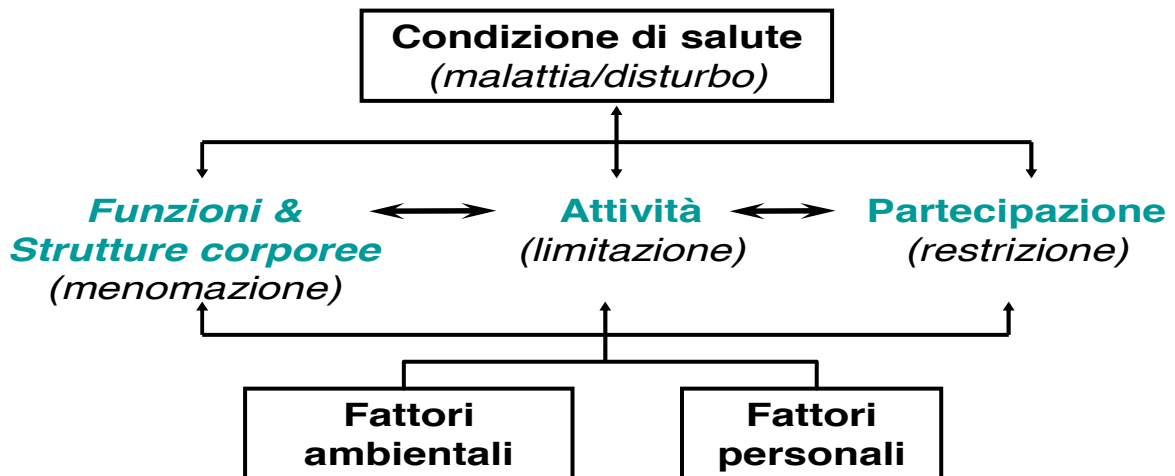 Condizione di salute
(malattia/disturbo)
Funzioni &
Strutture corporee
(menomazione)
Attività
(limitazione)
Partecipazione
(restrizione)
Fattori
ambientali
Fattori
personali